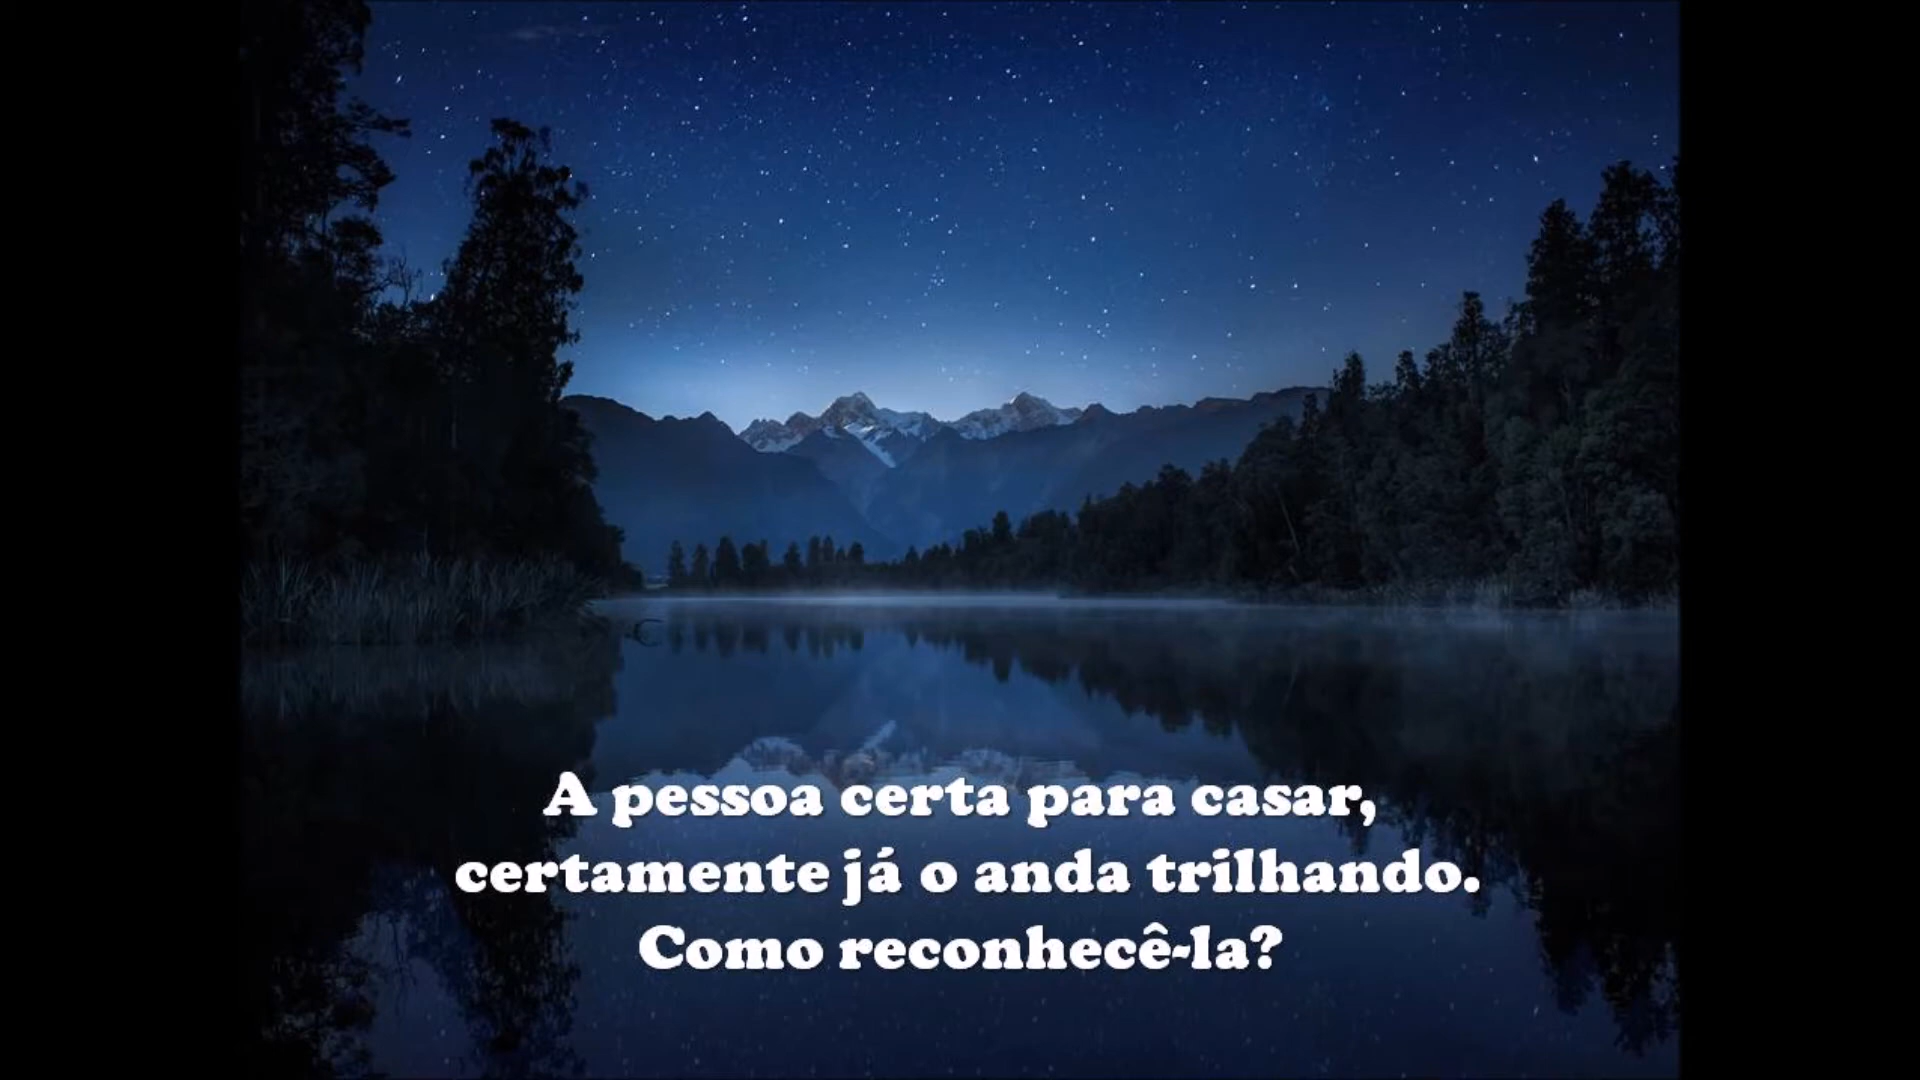 A pessoa certa para casar,
certamente já o anda trilhando.
Como reconhecê-la?